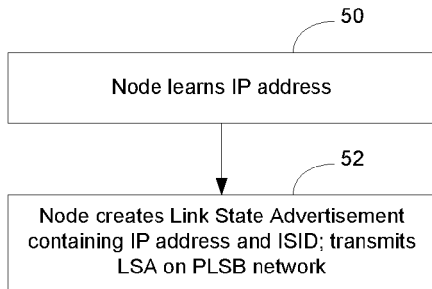 50
Node learns IP address
52
Node creates Link State Advertisement
containing IP address and ISID; transmits
LSA on PLSB network